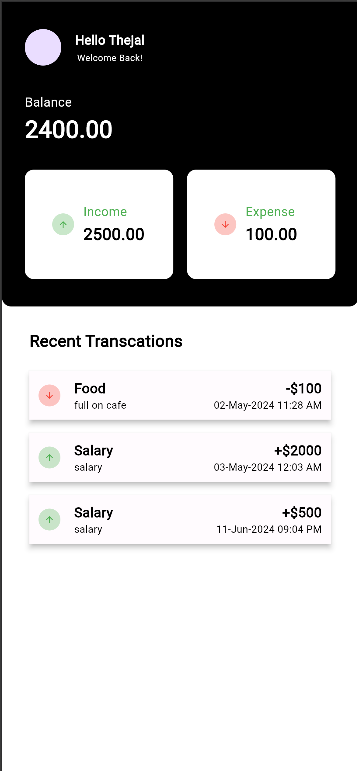 Hello Thejal
Welcome Back!
Balance
2400.00
Income
2500.00
Expense
100.00
Recent Transcations
Food
-$100
full on cafe
02-May-2024 11:28 AM
Salary
+$2000
salary
03-May-2024 12:03 AM
Salary
+$500
salary
11-Jun-2024 09:04 PM